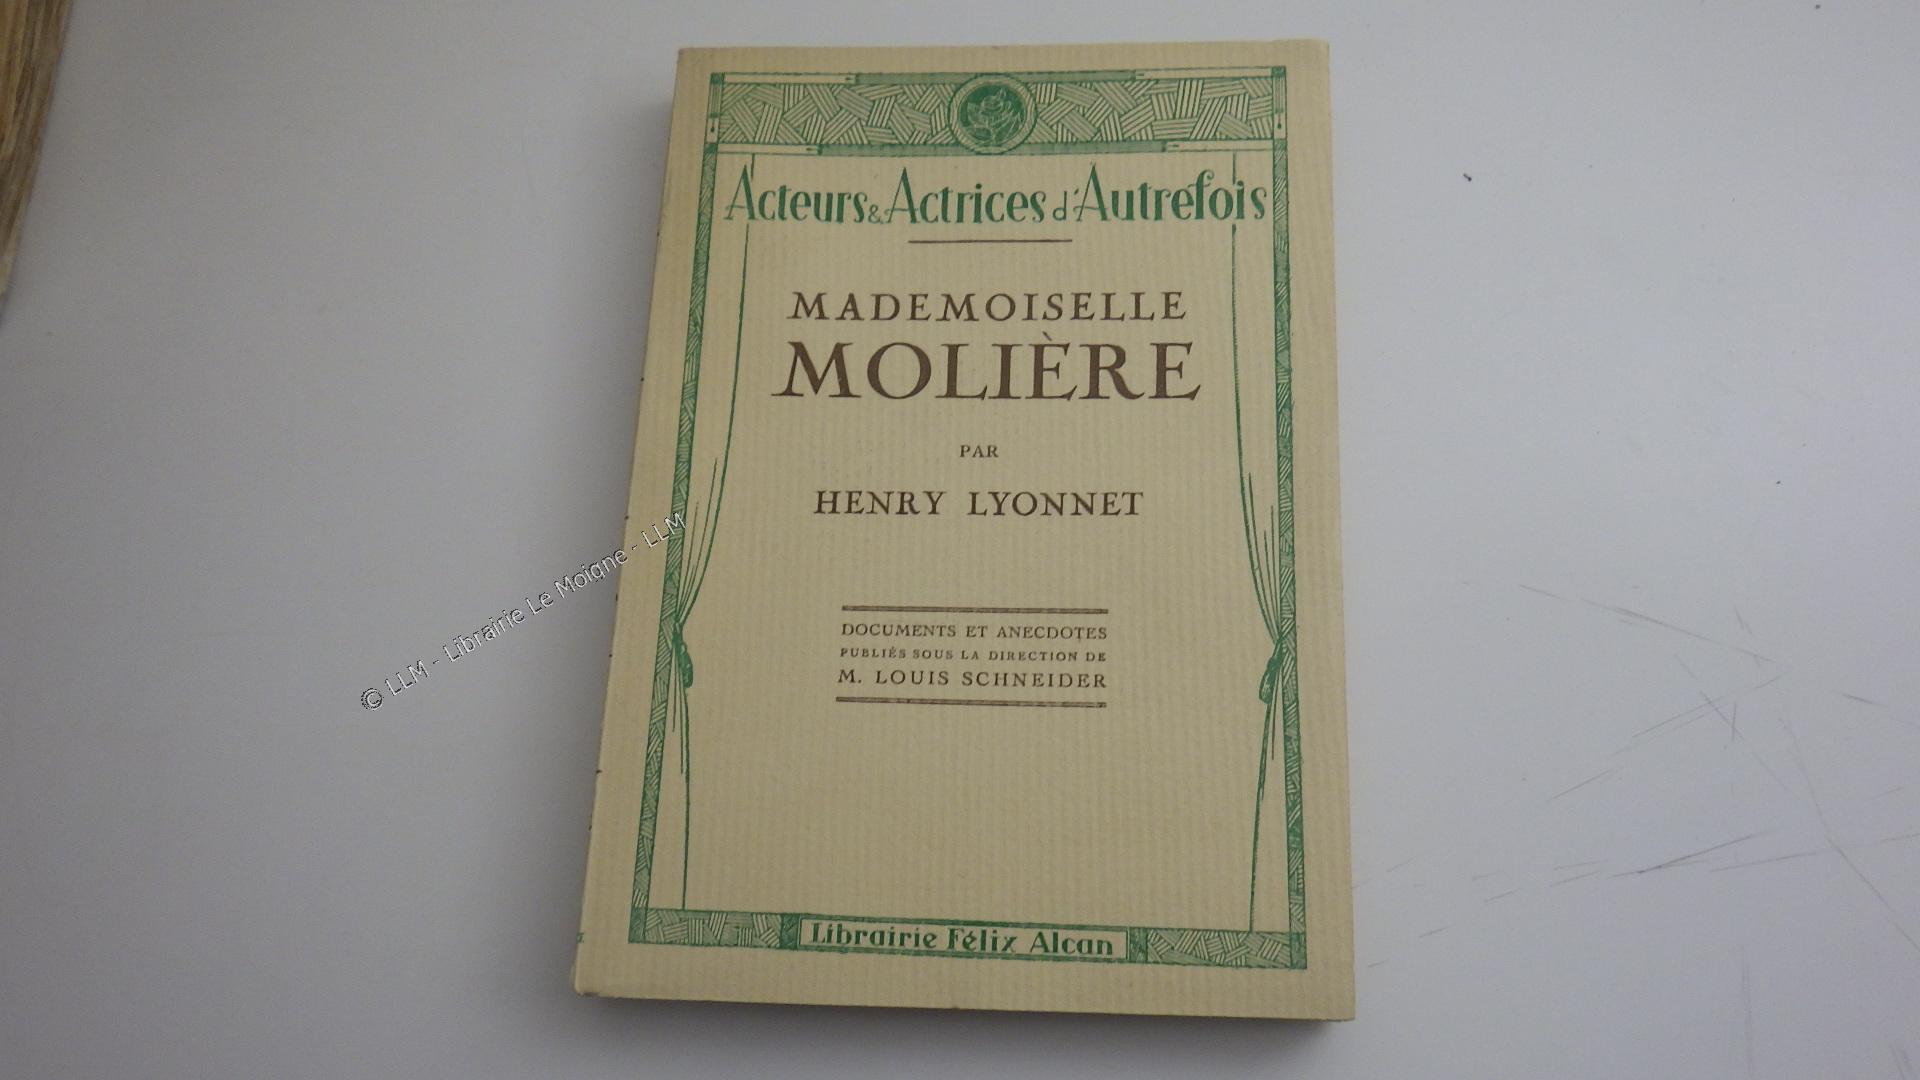 Acteurs & Actrices d'Autrefois
MADEMOISELLE
MOLIÈRE
PAR
HENRY LYONNET
DOCUMENTS ET ANECDOTES
PUBLIÉS SOUS LA DIRECTION DE
M. LOUIS SCHNEIDER
Librairie Félix Alcan
© LLM - Librairie Le Moigne - LLM